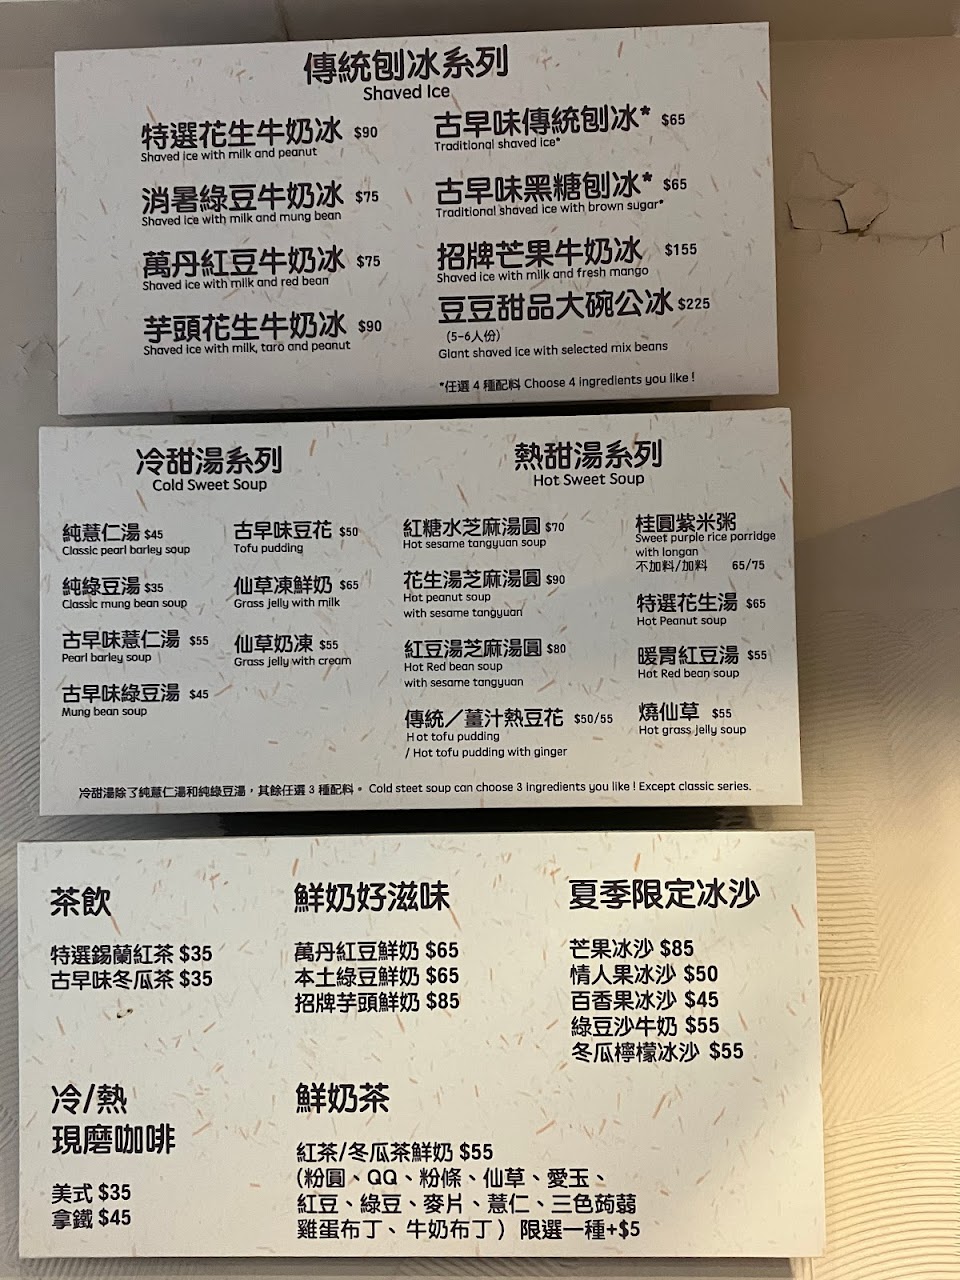 傳統刨冰系列
Shaved Ice
特選花生牛奶冰 $90
Shaved ice with milk and peanut
消暑綠豆牛奶冰 $75
Shaved ice with milk and mung bean
萬丹紅豆牛奶冰 $75
Shaved ice with milk and red bean
芋頭花生牛奶冰 $90
Shaved ice with milk, taro and peanut
古早味傳統刨冰* $65
Traditional shaved ice*
古早味黑糖刨冰* $65
Traditional shaved ice with brown sugar*
招牌芒果牛奶冰 $155
Shaved ice with milk and fresh mango
豆豆甜品大碗公冰 $225
(5-6人份)
Giant shaved ice with selected mix beans
*任選 4 種配料 Choose 4 ingredients you like !
冷甜湯系列
Cold Sweet Soup
純薏仁湯 $45
Classic pearl barley soup
純綠豆湯 $35
Classic mung bean soup
古早味薏仁湯 $55
Pearl barley soup
古早味綠豆湯 $45
Mung bean soup
古早味豆花 $50
Tofu pudding
仙草凍鮮奶 $65
Grass jelly with milk
仙草奶凍 $55
Grass jelly with cream
熱甜湯系列
Hot Sweet Soup
紅糖水芝麻湯圓 $70
Hot sesame tangyuan soup
花生湯芝麻湯圓 $90
Hot peanut soup
with sesame tangyuan
紅豆湯芝麻湯圓 $80
Hot Red bean soup
with sesame tangyuan
傳統／薑汁熱豆花 $50/55
Hot tofu pudding
/ Hot tofu pudding with ginger
桂圓紫米粥
Sweet purple rice porridge
with longan
不加料/加料 65/75
特選花生湯 $65
Hot Peanut soup
暖胃紅豆湯 $55
Hot Red bean soup
燒仙草 $55
Hot grass jelly soup
冷甜湯除了純薏仁湯和純綠豆湯，其餘任選 3 種配料。 Cold steet soup can choose 3 ingredients you like ! Except classic series.
茶飲
特選錫蘭紅茶 $35
古早味冬瓜茶 $35
鮮奶好滋味
萬丹紅豆鮮奶 $65
本土綠豆鮮奶 $65
招牌芋頭鮮奶 $85
夏季限定冰沙
芒果冰沙 $85
情人果冰沙 $50
百香果冰沙 $45
綠豆沙牛奶 $55
冬瓜檸檬冰沙 $55
冷/熱
現磨咖啡
美式 $35
拿鐵 $45
鮮奶茶
紅茶/冬瓜茶鮮奶 $55
(粉圓、QQ、粉條、仙草、愛玉、
紅豆、綠豆、麥片、薏仁、三色蒟蒻
雞蛋布丁、牛奶布丁 ) 限選一種+$5